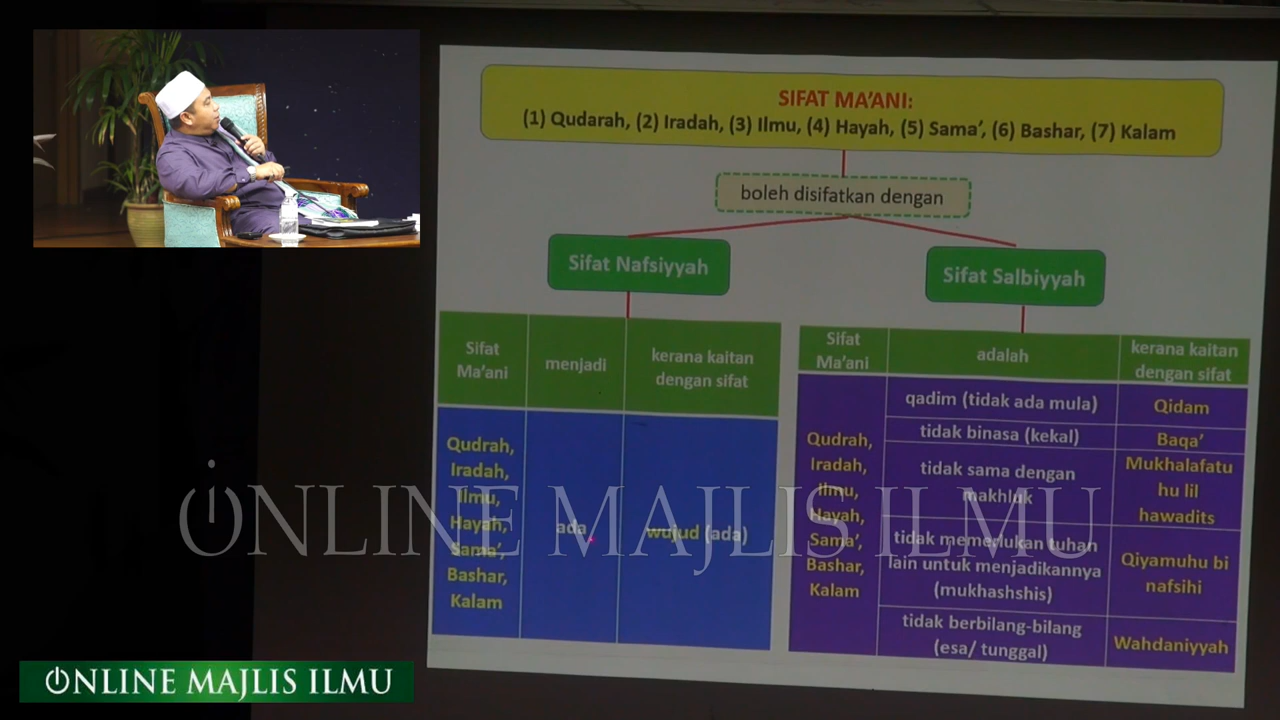 SIFAT MA'ANI:
(1) Qudarah, (2) Iradah, (3) Ilmu, (4) Hayah, (5) Sama', (6) Bashar, (7) Kalam
boleh disifatkan dengan
Sifat Nafsiyyah
Sifat
Ma'ani
menjadi
kerana kaitan
dengan sifat
Qudrah,
Iradah,
Ilmu,
Hayah,
Sama',
Bashar,
Kalam
ada
wujud (ada)
Sifat Salbiyyah
Sifat
Ma'ani
adalah
kerana kaitan
dengan sifat
Qudrah,
Iradah,
Ilmu,
Hayah,
Sama',
Bashar,
Kalam
qadim (tidak ada mula)
Qidam
tidak binasa (kekal)
Baqa'
tidak sama dengan
makhluk
Mukhalafatu
hu lil
hawadits
tidak memerlukan tuhan
lain untuk menjadikannya
(mukhashshis)
Qiyamuhu bi
nafsihi
tidak berbilang-bilang
(esa/ tunggal)
Wahdaniyyah
ONLINE MAJLIS ILMU
ONLINE MAJLIS ILMU